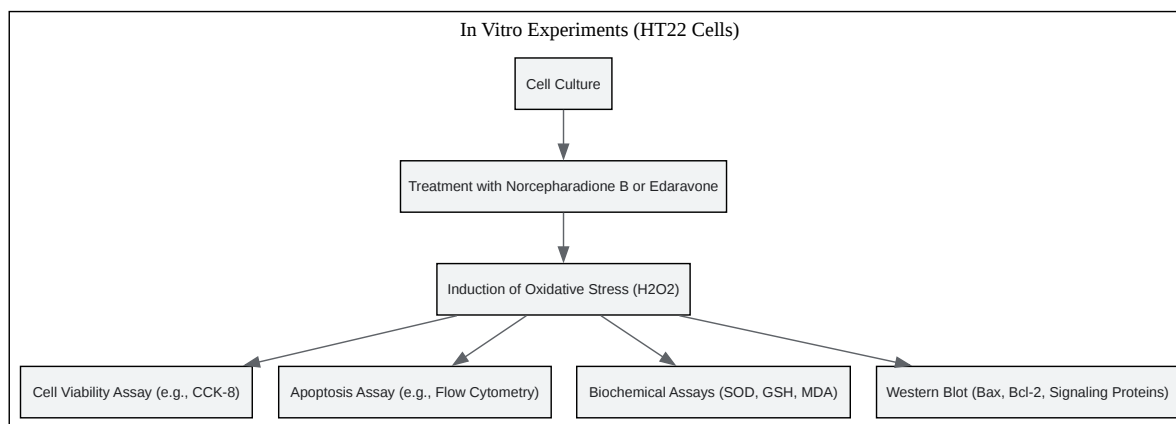 In Vitro Experiments (HT22 Cells)
Cell Culture
Treatment with Norcepharadione B or Edaravone
Induction of Oxidative Stress (H2O2)
Cell Viability Assay (e.g., CCK-8)
Apoptosis Assay (e.g., Flow Cytometry)
Biochemical Assays (SOD, GSH, MDA)
Western Blot (Bax, Bcl-2, Signaling Proteins)